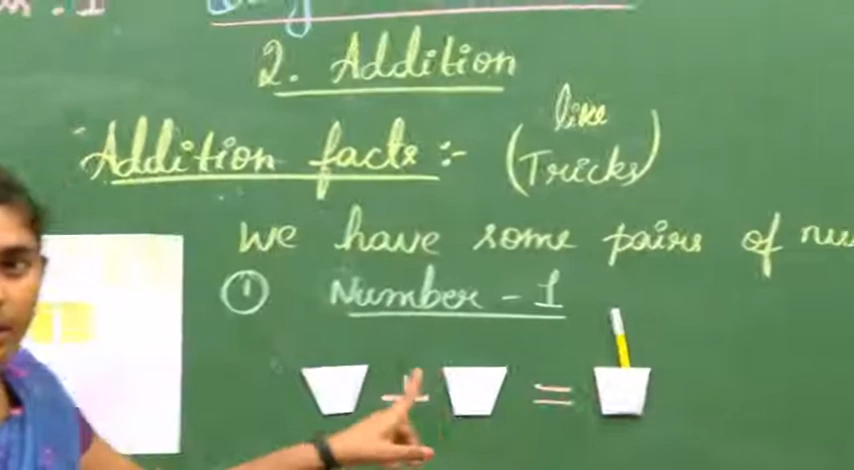 2. Addition
Addition facts :- (like Tricks)
We have some pairs of
① Number - 1
+ =